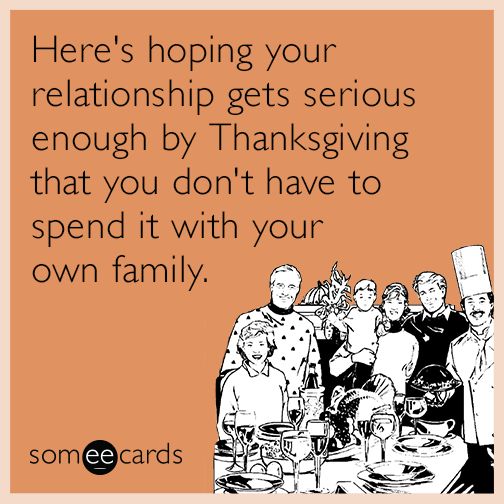 Here's hoping your
relationship gets serious
enough by Thanksgiving
that you don't have to
spend it with your
own family.
someecards